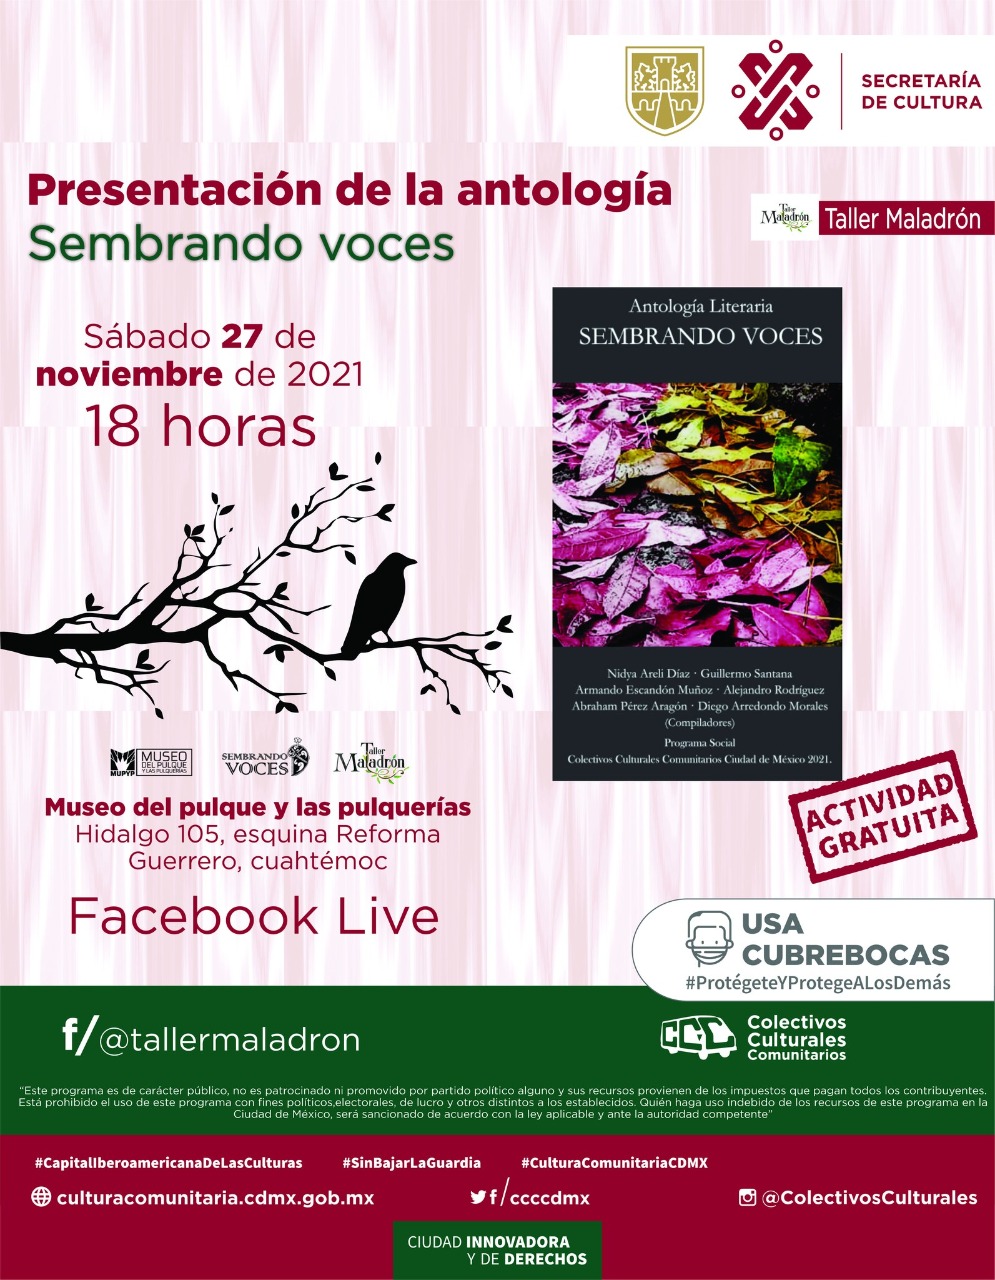 SECRETARÍA
DE CULTURA
Presentación de la antología
Sembrando voces
Taller
Maladrón
Taller Maladrón
Sábado 27 de
noviembre de 2021
18 horas
Antología Literaria
SEMBRANDO VOCES
Nidya Areli Díaz · Guillermo Santana
Armando Escandón Muñoz · Alejandro Rodríguez
Abraham Pérez Aragón · Diego Arredondo Morales
(Compiladores)
Programa Social
Colectivos Culturales Comunitarios Ciudad de México 2021.
MUPYP
MUSEO
DEL PULQUE
Y LAS PULQUERÍAS
SEMBRANDO
VOCES
Taller
Maladrón
Museo del pulque y las pulquerías
Hidalgo 105, esquina Reforma
Guerrero, cuahtémoc
Facebook Live
ACTIVIDAD
GRATUITA
USA
CUBREBOCAS
#ProtégeteYProtegeALosDemás
f/@tallermaladron
CCC
Colectivos
Culturales
Comunitarios
“Este programa es de carácter público, no es patrocinado ni promovido por partido político alguno y sus recursos provienen de los impuestos que pagan todos los contribuyentes.
Está prohibido el uso de este programa con fines políticos,electorales, de lucro y otros distintos a los establecidos. Quién haga uso indebido de los recursos de este programa en la
Ciudad de México, será sancionado de acuerdo con la ley aplicable y ante la autoridad competente”
#CapitalIberoamericanaDeLasCulturas #SinBajarLaGuardia #CulturaComunitariaCDMX
culturacomunitaria.cdmx.gob.mx f/ccccdmx @ColectivosCulturales
CIUDAD INNOVADORA
Y DE DERECHOS